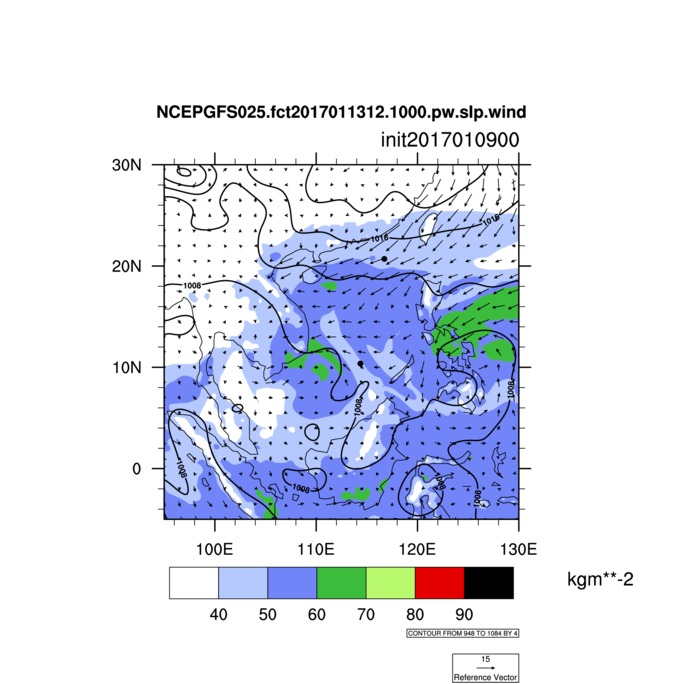 NCEPGFS025.fct2017011312.1000.pw.slp.wind
init2017010900
30N
1016
1016
20N
1008
10N
1008
1008
0
1008
1008
1008
1008
100E
110E
120E
130E
kgm**-2
40
50
60
70
80
90
CONTOUR FROM 948 TO 1084 BY 4
15
Reference Vector